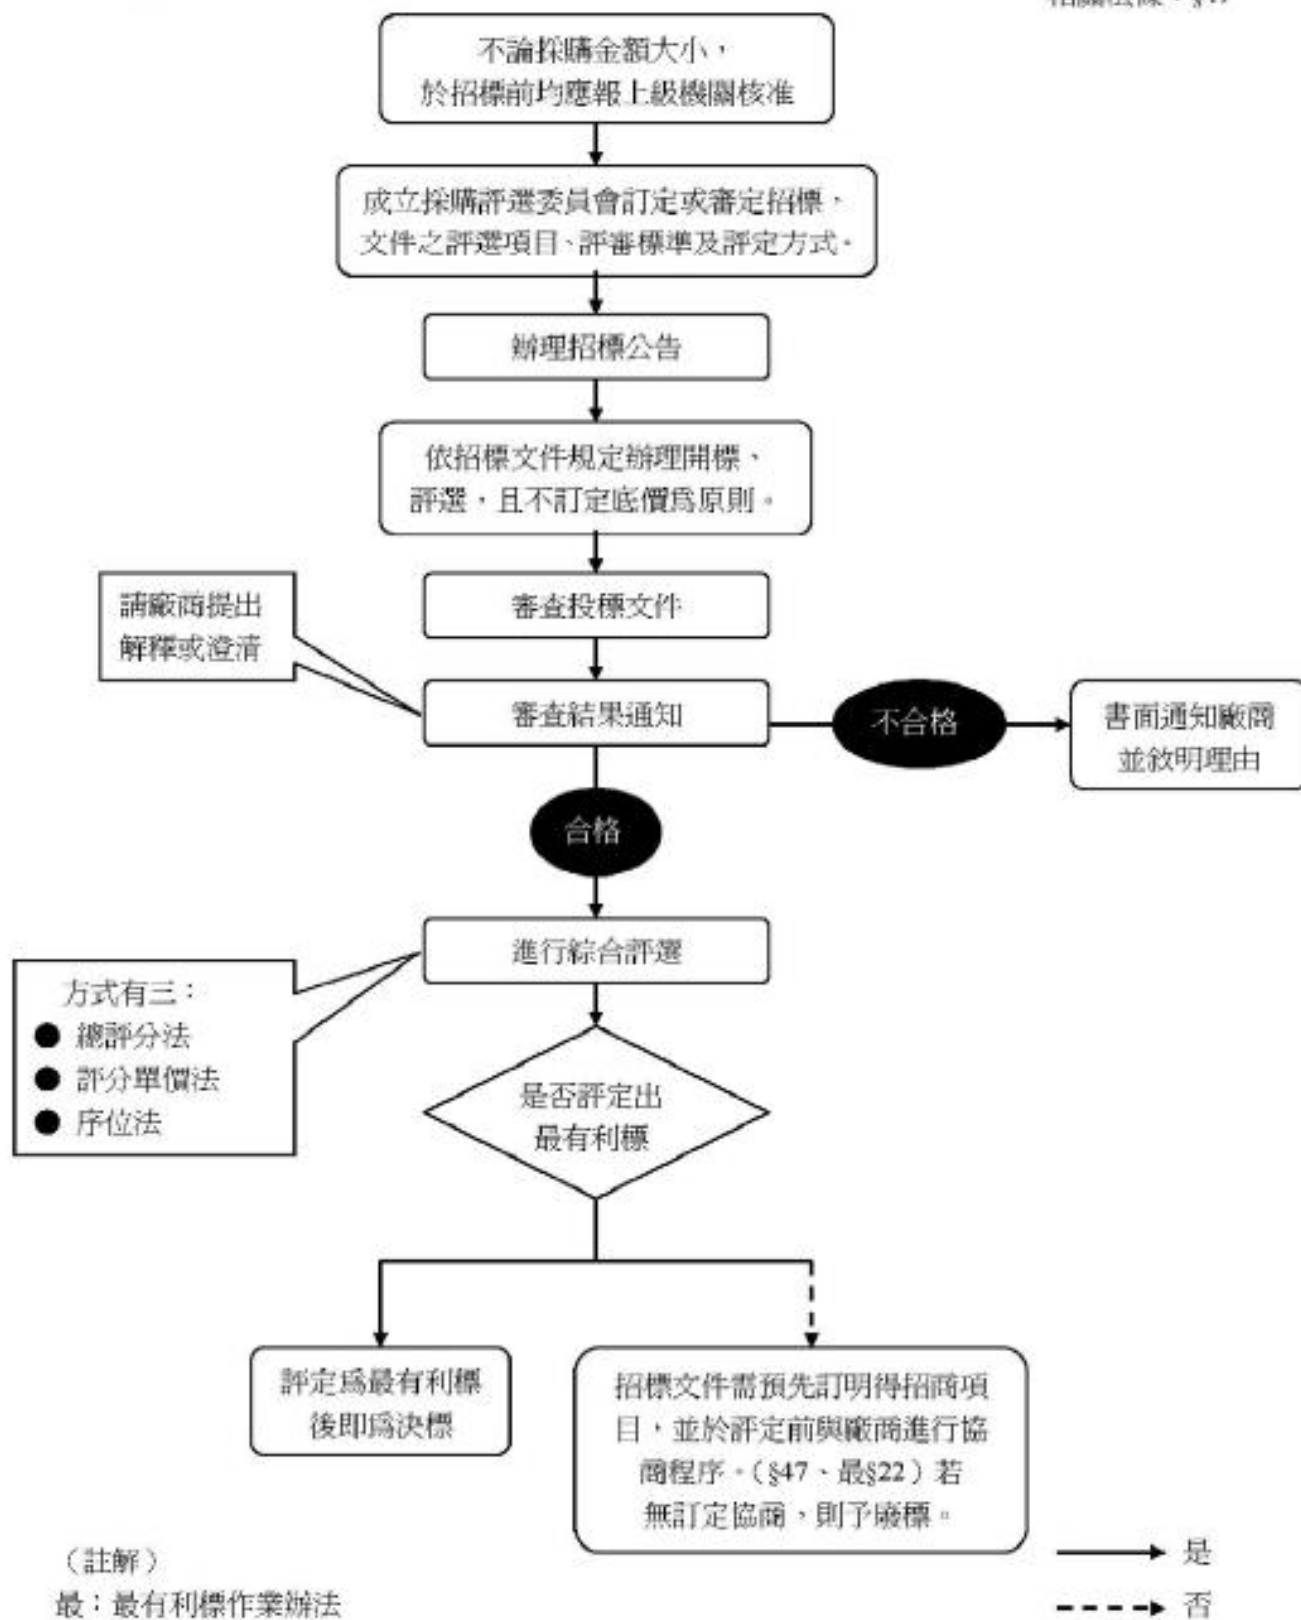 不論採購金額大小，
於招標前均應報上級機關核准
成立採購評選委員會訂定或審定招標，
文件之評選項目、評審標準及評定方式。
辦理招標公告
依招標文件規定辦理開標、
評選，且不訂定底價爲原則。
審查投標文件
請廠商提出
解釋或澄清
審查結果通知
不合格
書面通知廠商
並敘明理由
合格
進行綜合評選
方式有三：
● 總評分法
● 評分單價法
● 序位法
是否評定出
最有利標
評定爲最有利標
後即爲決標
招標文件需預先訂明得招商項
目，並於評定前與廠商進行協
商程序。（§47、最§22）若
無訂定協商，則予廢標。
（註解）
最：最有利標作業辦法
是
否